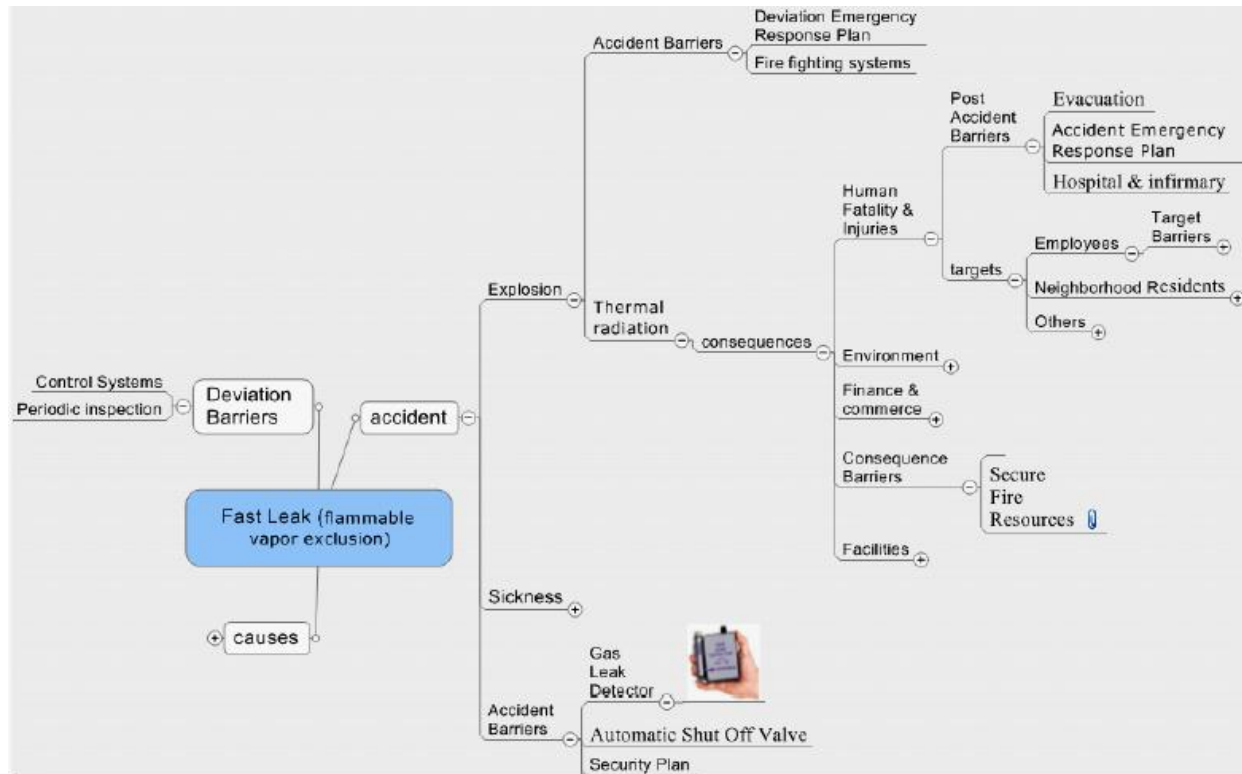 Deviation Emergency
Response Plan
Accident Barriers
Fire fighting systems
Post
Accident
Barriers
Evacuation
Accident Emergency
Response Plan
Hospital & infirmary
Human
Fatality &
Injuries
Target
Barriers
Employees
targets
Neighborhood Residents
Others
Explosion
Thermal
radiation
consequences
Environment
Finance &
commerce
Consequence
Barriers
Secure
Fire
Resources
Facilities
Control Systems
Periodic inspection
Deviation
Barriers
accident
Fast Leak (flammable
vapor exclusion)
causes
Sickness
Gas
Leak
Detector
Accident
Barriers
Automatic Shut Off Valve
Security Plan